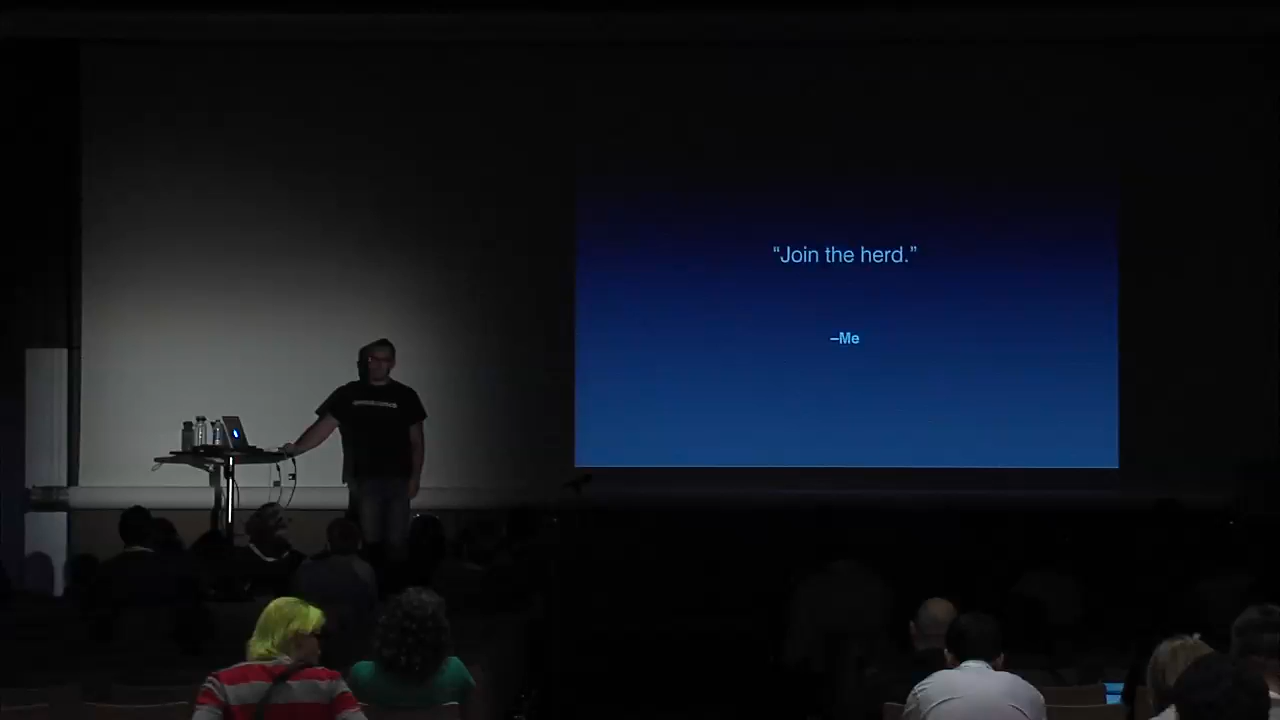 “Join the herd.”
–Me